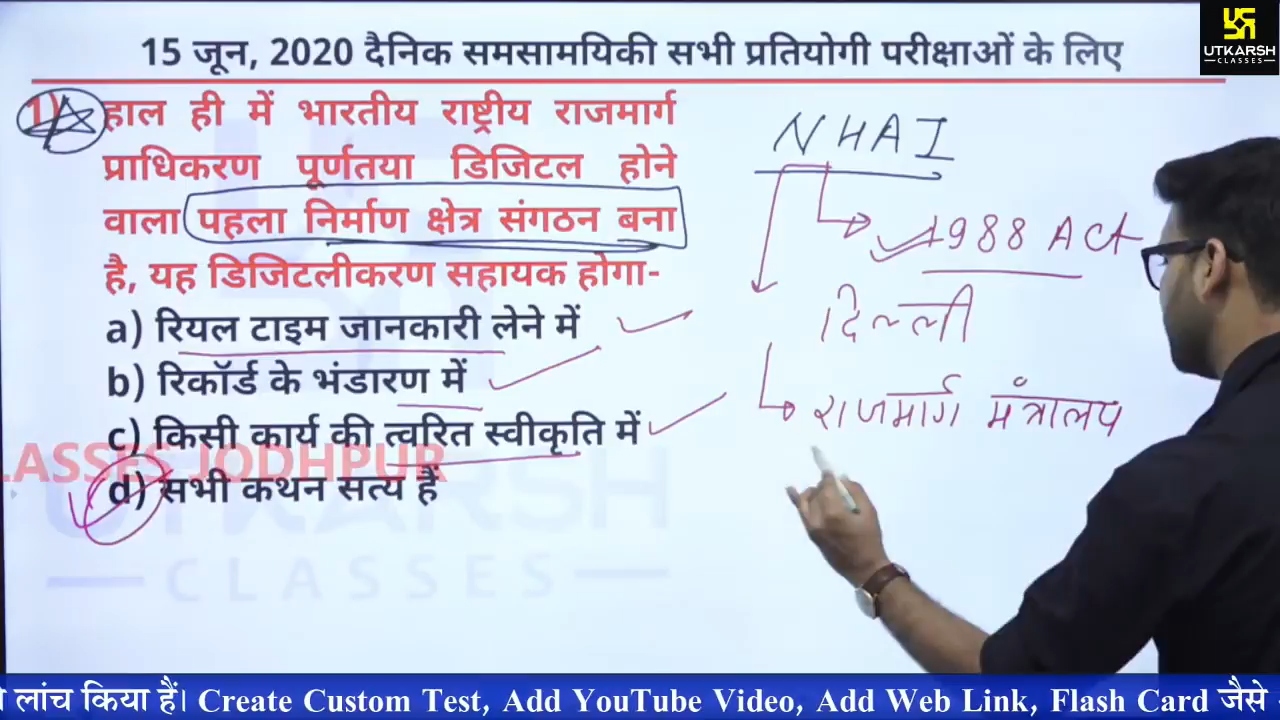 UTKARSH
CLASSES
15 जून, 2020 दैनिक समसामयिकी सभी प्रतियोगी परीक्षाओं के लिए
1) हाल ही में भारतीय राष्ट्रीय राजमार्ग
प्राधिकरण पूर्णतया डिजिटल होने
वाला पहला निर्माण क्षेत्र संगठन बना
है, यह डिजिटलीकरण सहायक होगा-
a) रियल टाइम जानकारी लेने में
b) रिकॉर्ड के भंडारण में
c) किसी कार्य की त्वरित स्वीकृति में
d) सभी कथन सत्य हैं
NHAI
1988 Act
दिल्ली
राजमार्ग मंत्रालय
LASSES JODHPUR
UTKARSH
CLASSES
लांच किया हैं। Create Custom Test, Add YouTube Video, Add Web Link, Flash Card जैसे